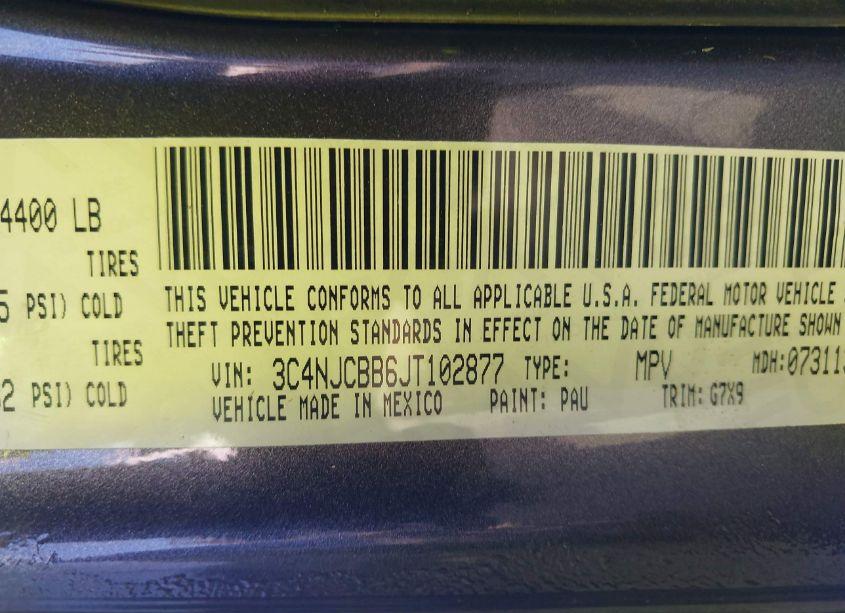 4400 LB
TIRES
5 PSI) COLD
TIRES
2 PSI) COLD
THIS VEHICLE CONFORMS TO ALL APPLICABLE U.S.A. FEDERAL MOTOR VEHICLE
THEFT PREVENTION STANDARDS IN EFFECT ON THE DATE OF MANUFACTURE SHOWN
VIN: 3C4NJCBB6JT102877 TYPE: MPV MDH:073113
VEHICLE MADE IN MEXICO PAINT: PAU TRIM: G7X9